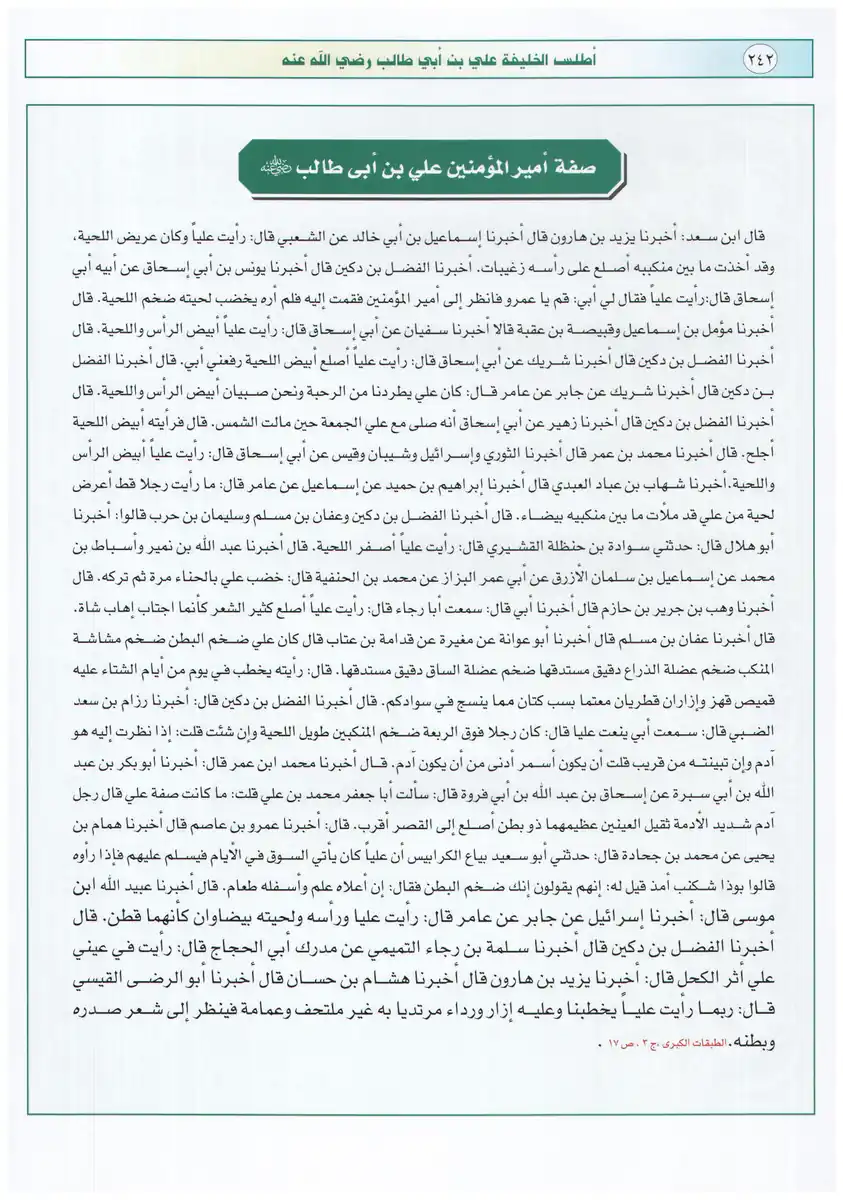 ٢٤٢
أطلس الخليفة علي بن أبي طالب رضي الله عنه
صفة أمير المؤمنين علي بن أبى طالب رضي الله عنه
قال ابن سعد: أخبرنا يزيد بن هارون قال أخبرنا إسماعيل بن أبي خالد عن الشعبي قال: رأيت علياً وكان عريض اللحية،
وقد أخذت ما بين منكبيه أصلع على رأسه زغيبات. أخبرنا الفضل بن دكين قال أخبرنا يونس بن أبي إسحاق عن أبيه أبي
إسحاق قال:رأيت علياً فقال لي أبي: قم يا عمرو فانظر إلى أمير المؤمنين فقمت إليه فلم أره يخضب لحيته ضخم اللحية. قال
أخبرنا مؤمل بن إسماعيل وقبيصة بن عقبة قالا أخبرنا سفيان عن أبي إسحاق قال: رأيت علياً أبيض الرأس واللحية. قال
أخبرنا الفضل بن دكين قال أخبرنا شريك عن أبي إسحاق قال: رأيت علياً أصلع أبيض اللحية رفعني أبي. قال أخبرنا الفضل
بن دكين قال أخبرنا شريك عن جابر عن عامر قال: كان علي يطردنا من الرحبة ونحن صبيان أبيض الرأس واللحية. قال
أخبرنا الفضل بن دكين قال أخبرنا زهير عن أبي إسحاق أنه صلى مع علي الجمعة حين مالت الشمس. قال فرأيته أبيض اللحية
أجلح. قال أخبرنا محمد بن عمر قال أخبرنا الثوري وإسرائيل وشيبان وقيس عن أبي إسحاق قال: رأيت علياً أبيض الرأس
واللحية.أخبرنا شهاب بن عباد العبدي قال أخبرنا إبراهيم بن حميد عن إسماعيل عن عامر قال: ما رأيت رجلا قط أعرض
لحية من علي قد ملأت ما بين منكبيه بيضاء. قال أخبرنا الفضل بن دكين وعفان بن مسلم وسليمان بن حرب قالوا: أخبرنا
أبو هلال قال: حدثني سوادة بن حنظلة القشيري قال: رأيت علياً أصفر اللحية. قال أخبرنا عبد الله بن نمير وأسباط بن
محمد عن إسماعيل بن سلمان الأزرق عن أبي عمر البزاز عن محمد بن الحنفية قال: خضب علي بالحناء مرة ثم تركه. قال
أخبرنا وهب بن جرير بن حازم قال أخبرنا أبي قال: سمعت أبا رجاء قال: رأيت علياً أصلع كثير الشعر كأنما اجتاب إهاب شاة.
قال أخبرنا عفان بن مسلم قال أخبرنا أبو عوانة عن مغيرة عن قدامة بن عتاب قال كان علي ضخم البطن ضخم مشاشة
المنكب ضخم عضلة الذراع دقيق مستدقها ضخم عضلة الساق دقيق مستدقها. قال: رأيته يخطب في يوم من أيام الشتاء عليه
قميص قهز وإزاران قطريان معتما بسب كتان مما ينسج في سوادكم. قال أخبرنا الفضل بن دكين قال: أخبرنا رزام بن سعد
الضبي قال: سمعت أبي ينعت عليا قال: كان رجلا فوق الربعة ضخم المنكبين طويل اللحية وإن شئت قلت: إذا نظرت إليه هو
آدم وإن تبينته من قريب قلت أن يكون أسمر أدنى من أن يكون آدم. قال أخبرنا محمد ابن عمر قال: أخبرنا أبو بكر بن عبد
الله بن أبي سبرة عن إسحاق بن عبد الله بن أبي فروة قال: سألت أبا جعفر محمد بن علي قلت: ما كانت صفة علي قال رجل
آدم شديد الأدمة ثقيل العينين عظيمهما ذو بطن أصلع إلى القصر أقرب. قال: أخبرنا عمرو بن عاصم قال أخبرنا همام بن
يحيى عن محمد بن جحادة قال: حدثني أبو سعيد بياع الكرابيس أن علياً كان يأتي السوق في الأيام فيسلم عليهم فإذا رأوه
قالوا بوذا شكنب أمذ قيل له: إنهم يقولون إنك ضخم البطن فقال: إن أعلاه علم وأسفله طعام. قال أخبرنا عبيد الله ابن
موسى قال: أخبرنا إسرائيل عن جابر عن عامر قال: رأيت عليا ورأسه ولحيته بيضاوان كأنهما قطن. قال
أخبرنا الفضل بن دكين قال أخبرنا سلمة بن رجاء التميمي عن مدرك أبي الحجاج قال: رأيت في عيني
علي أثر الكحل قال: أخبرنا يزيد بن هارون قال أخبرنا هشام بن حسان قال أخبرنا أبو الرضى القيسي
قال: ربما رأيت علياً يخطبنا وعليه إزار ورداء مرتديا به غير ملتحف وعمامة فينظر إلى شعر صدره
وبطنه. الطبقات الكبرى ،ج ٣ ، ص ١٧ .